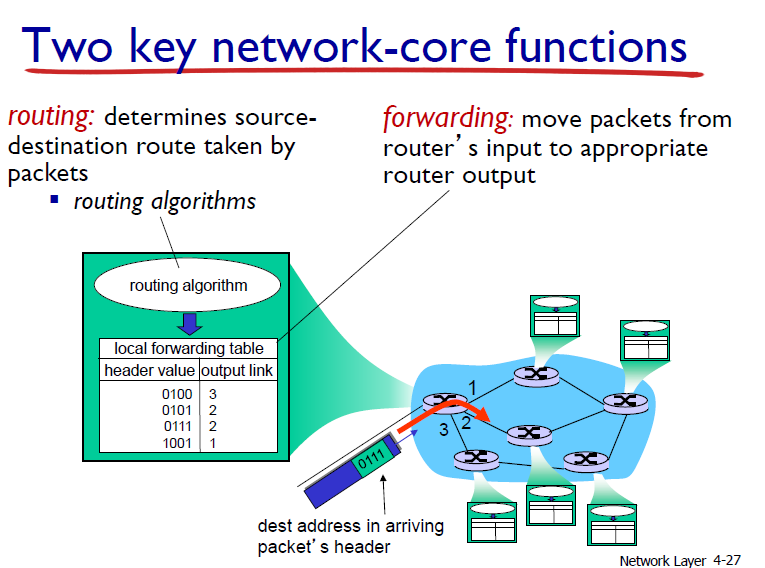 Two key network-core functions
routing: determines source-
destination route taken by
packets
▪ routing algorithms
forwarding: move packets from
router’s input to appropriate
router output
routing algorithm
local forwarding table
header value output link
0100 3
0101 2
0111 2
1001 1
1
2
3
0111
dest address in arriving
packet’s header
Network Layer 4-27